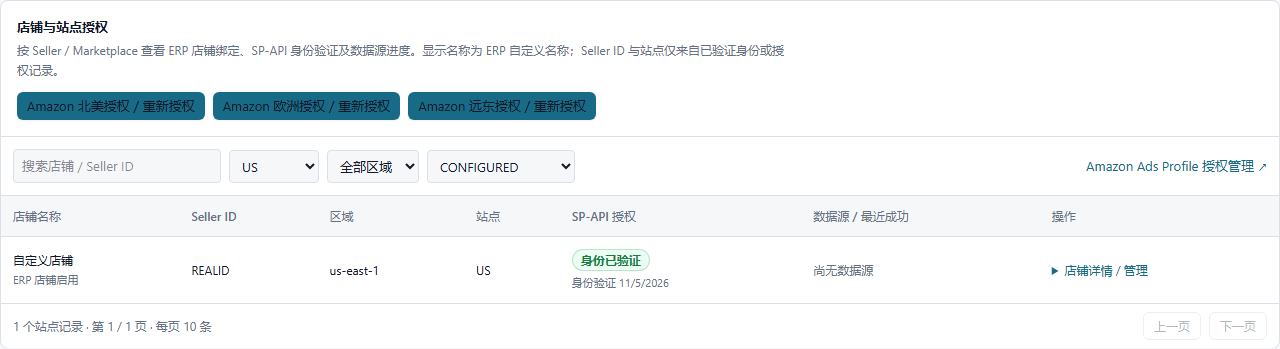 店铺与站点授权
按 Seller / Marketplace 查看 ERP 店铺绑定、SP-API 身份验证及数据源进度。显示名称为 ERP 自定义名称；Seller ID 与站点仅来自已验证身份或授
权记录。
Amazon 北美授权 / 重新授权 Amazon 欧洲授权 / 重新授权 Amazon 远东授权 / 重新授权
搜索店铺 / Seller ID US 全部区域 CONFIGURED Amazon Ads Profile 授权管理 ↗
店铺名称 Seller ID 区域 站点 SP-API 授权 数据源 / 最近成功 操作
自定义店铺 REALID us-east-1 US 身份已验证 尚无数据源 ▶ 店铺详情 / 管理
ERP 店铺启用 身份验证 11/5/2026
1 个站点记录 · 第 1 / 1 页 · 每页 10 条 上一页 下一页